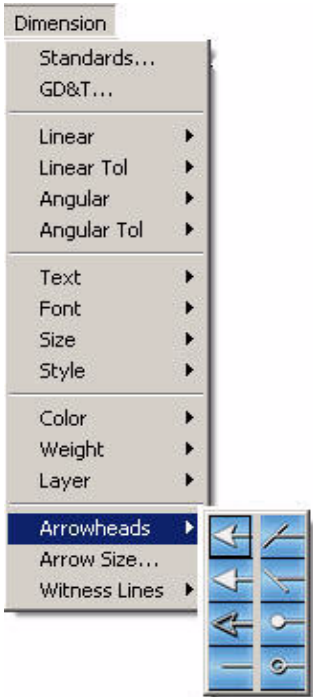 Dimension
Standards...
GD&T...
Linear
Linear Tol
Angular
Angular Tol
Text
Font
Size
Style
Color
Weight
Layer
Arrowheads
Arrow Size...
Witness Lines